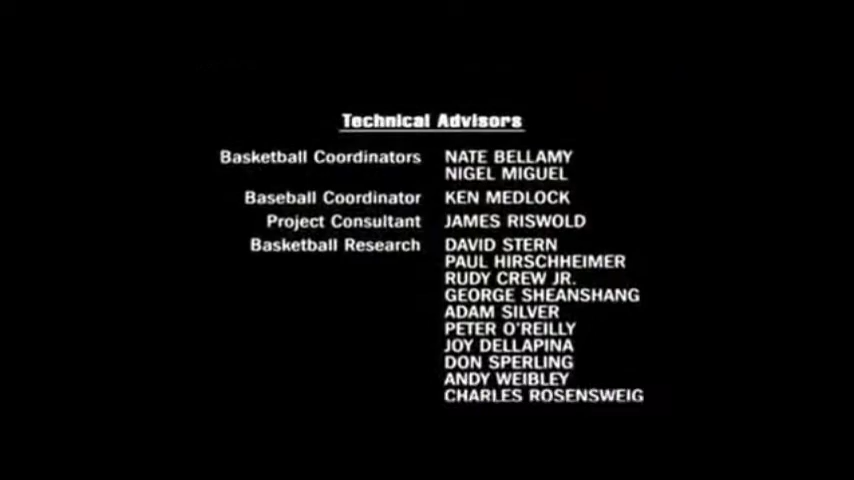 Technical Advisors
Basketball Coordinators NATE BELLAMY
NIGEL MIGUEL
Baseball Coordinator KEN MEDLOCK
Project Consultant JAMES RISWOLD
Basketball Research DAVID STERN
PAUL HIRSCHHEIMER
RUDY CREW JR.
GEORGE SHEANSHANG
ADAM SILVER
PETER O'REILLY
JOY DELLAPINA
DON SPERLING
ANDY WEIBLEY
CHARLES ROSENSWEIG